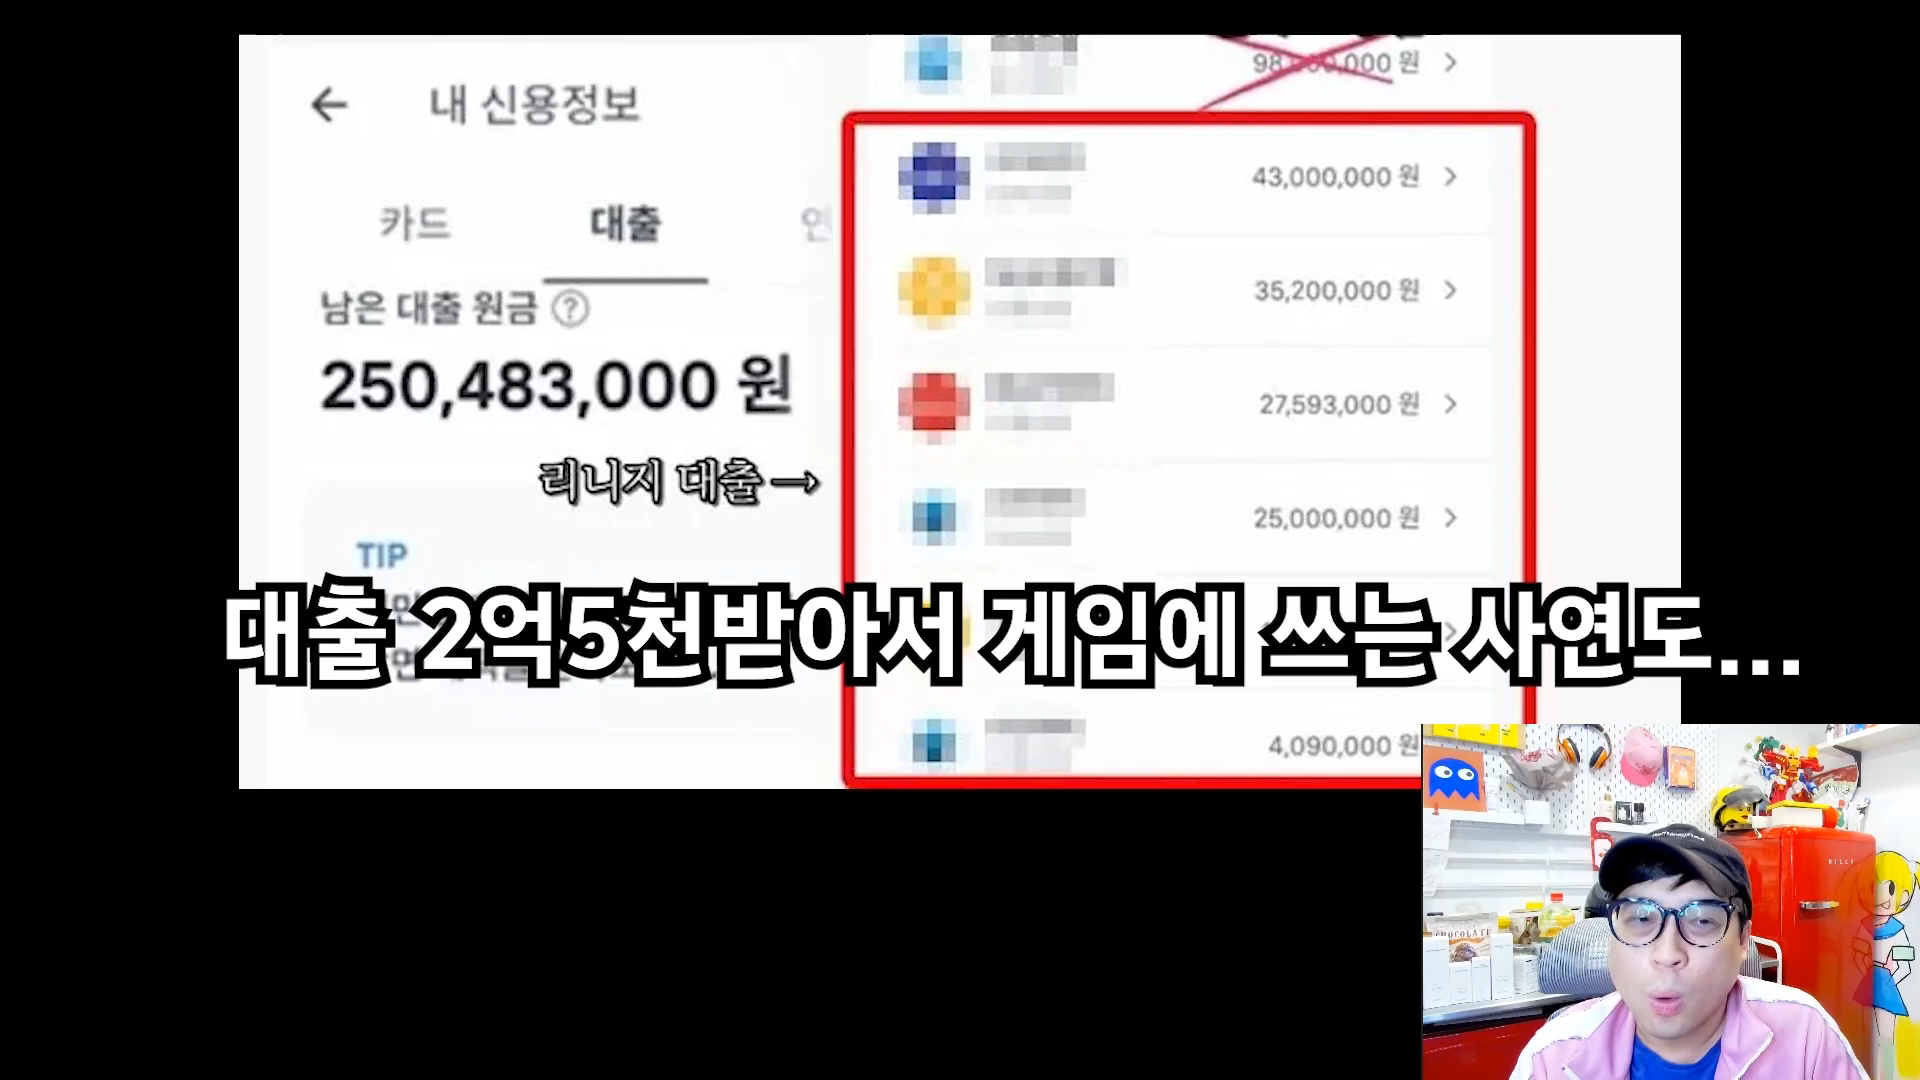 내 신용정보
카드
대출
남은 대출 원금 ?
250,483,000 원
리니지 대출→
TIP
원
43,000,000 원
35,200,000 원
27,593,000 원
25,000,000 원
4,090,000 원
대출 2억5천받아서 게임에 쓰는 사연도...
CHOCOLATE